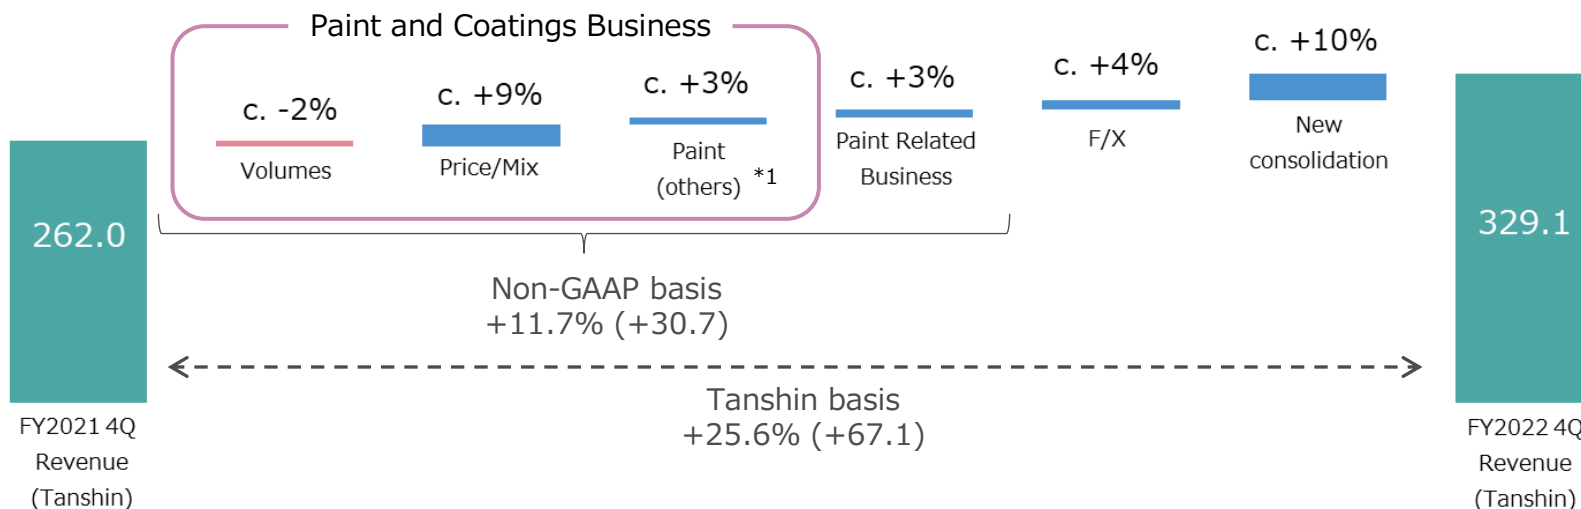 Paint and Coatings Business
c. -2%
Volumes
c. +9%
Price/Mix
c. +3%
Paint
(others) *1
c. +3%
Paint Related
Business
c. +4%
F/X
c. +10%
New
consolidation
262.0
FY2021 4Q
Revenue
(Tanshin)
Non-GAAP basis
+11.7% (+30.7)
Tanshin basis
+25.6% (+67.1)
329.1
FY2022 4Q
Revenue
(Tanshin)